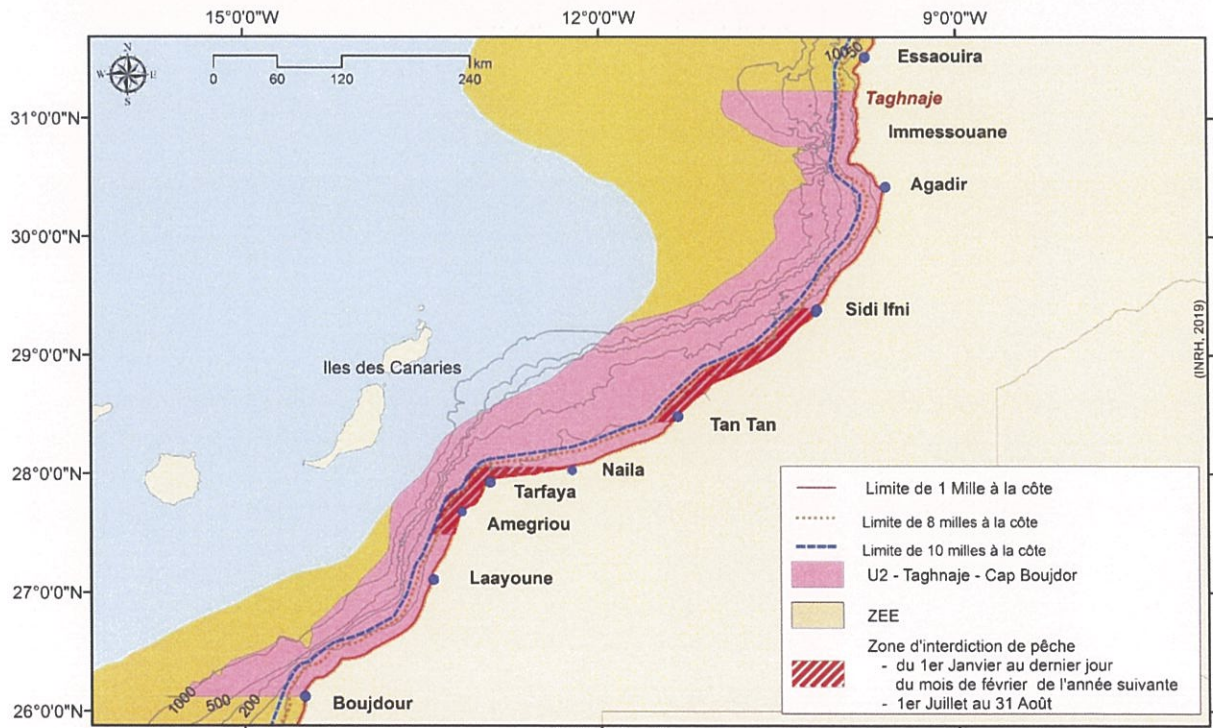 15°0'0"W
12°0'0"W
9°0'0"W
N
W E
S
km
0 60 120 240
31°0'0"N
30°0'0"N
29°0'0"N
28°0'0"N
27°0'0"N
26°0'0"N
100
50
Essaouira
Taghnaje
Immessouane
Agadir
Sidi Ifni
Iles des Canaries
Tan Tan
Naila
Tarfaya
Amegriou
Laayoune
Boujdour
1000
500
200
(INRH, 2019)
Limite de 1 Mille à la côte
Limite de 8 milles à la côte
Limite de 10 milles à la côte
U2 - Taghnaje - Cap Boujdor
ZEE
Zone d'interdiction de pêche
- du 1er Janvier au dernier jour
du mois de février de l'année suivante
- 1er Juillet au 31 Août